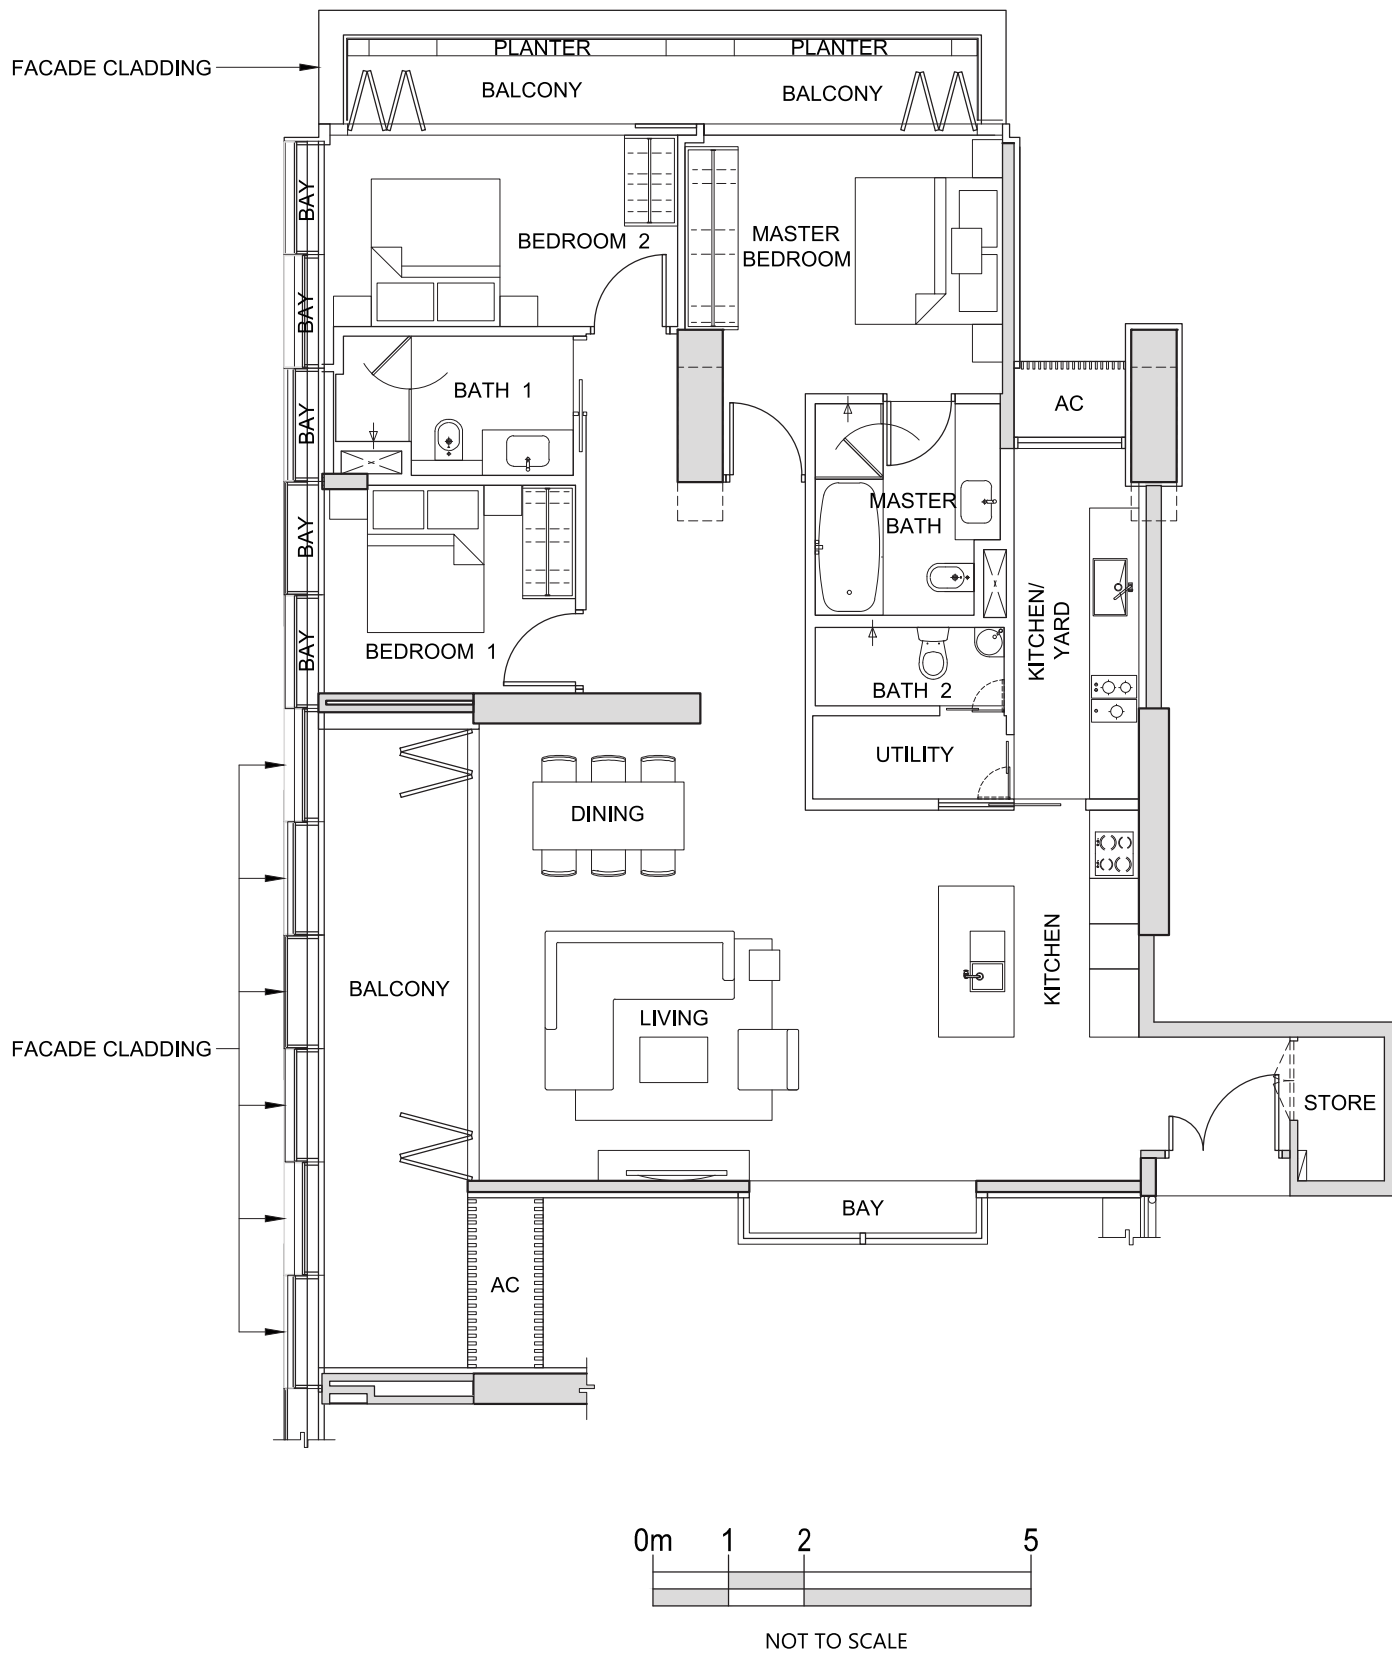 PLANTER
PLANTER
FACADE CLADDING
BALCONY
BALCONY
BAY
BEDROOM 2
MASTER
BEDROOM
BAY
BATH 1
AC
BAY
MASTER
BATH
BAY
KITCHEN/
YARD
BAY
BEDROOM 1
BATH 2
UTILITY
DINING
KITCHEN
BALCONY
LIVING
FACADE CLADDING
STORE
BAY
AC
0m 1 2 5
NOT TO SCALE